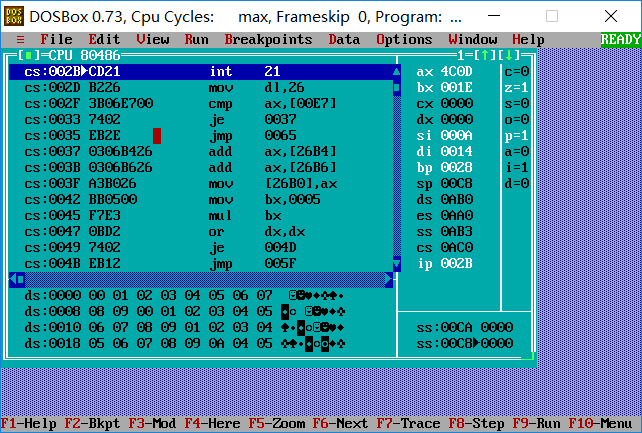 DOSBox 0.73, Cpu Cycles: max, Frameskip 0, Program: ...
≡ File Edit View Run Breakpoints Data Options Window Help READY
[■] CPU 80486 1=[↑][↓]
cs:002B►CD21 int 21 ax 4C0D c=0
cs:002D B226 mov dl,26 bx 001E z=1
cs:002F 3B06E700 cmp ax,[00E7] cx 0000 s=0
cs:0033 7402 je 0037 dx 0000 o=0
cs:0035 EB2E jmp 0065 si 000A p=1
cs:0037 0306B426 add ax,[26B4] di 0014 a=0
cs:003B 0306B626 add ax,[26B6] bp 0028 i=1
cs:003F A3B026 mov [26B0],ax sp 00C8 d=0
cs:0042 BB0500 mov bx,0005 ds 0AB0
cs:0045 F7E3 mul bx es 0AA0
cs:0047 0BD2 or dx,dx ss 0AB3
cs:0049 7402 je 004D cs 0AC0
cs:004B EB12 jmp 005F ip 002B
ds:0000 00 01 02 03 04 05 06 07 ☺☻♥♦♣♠•
ds:0008 08 09 00 01 02 03 04 05 ◘○ ☺☻♥♦♣
ds:0010 06 07 08 09 01 02 03 04 ♠•◘○☺☻♥♦ ss:00CA 0000
ds:0018 05 06 07 08 09 0A 04 05 ♣♠•◘○◙♦♣ ss:00C8►0000
F1-Help F2-Bkpt F3-Mod F4-Here F5-Zoom F6-Next F7-Trace F8-Step F9-Run F10-Menu